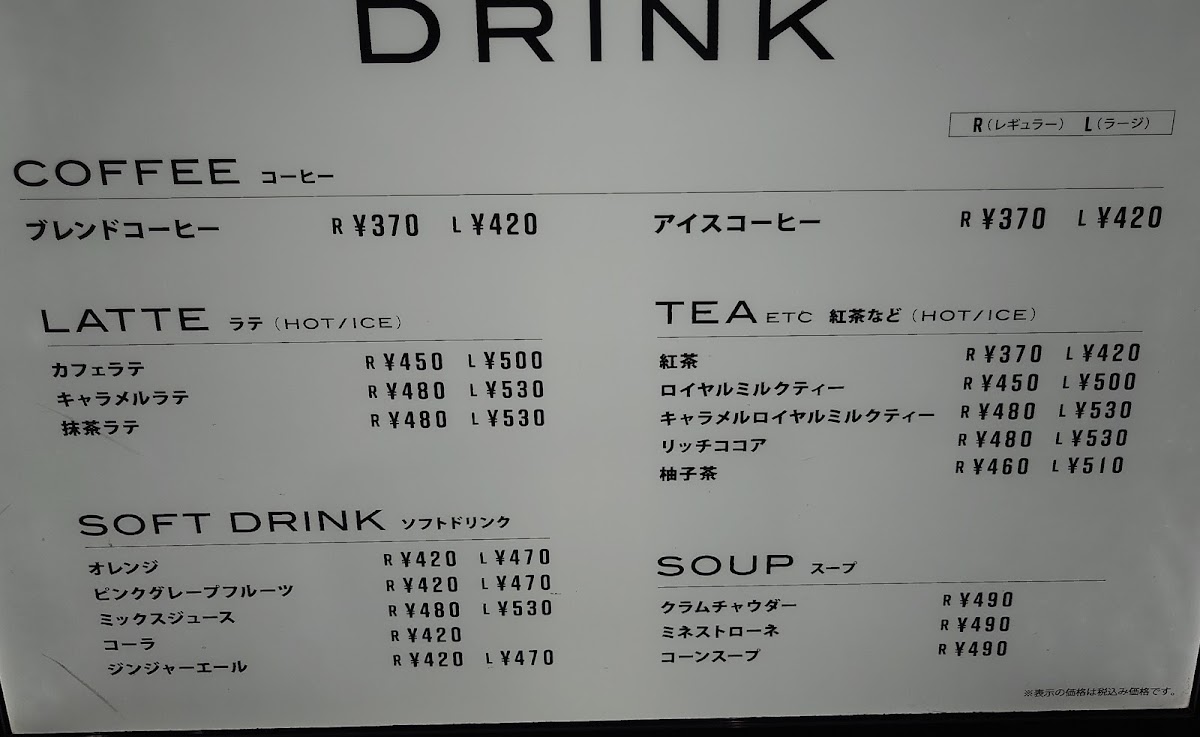 DRINK
R(レギュラー) L(ラージ)
COFFEE コーヒー
ブレンドコーヒー R ¥370 L ¥420
アイスコーヒー R ¥370 L ¥420
LATTE ラテ(HOT/ICE)
カフェラテ R ¥450 L ¥500
キャラメルラテ R ¥480 L ¥530
抹茶ラテ R ¥480 L ¥530
TEA ETC 紅茶など(HOT/ICE)
紅茶 R ¥370 L ¥420
ロイヤルミルクティー R ¥450 L ¥500
キャラメルロイヤルミルクティー R ¥480 L ¥530
リッチココア R ¥480 L ¥530
柚子茶 R ¥460 L ¥510
SOFT DRINK ソフトドリンク
オレンジ R ¥420 L ¥470
ピンクグレープフルーツ R ¥420 L ¥470
ミックスジュース R ¥480 L ¥530
コーラ R ¥420
ジンジャーエール R ¥420 L ¥470
SOUP スープ
クラムチャウダー R ¥490
ミネストローネ R ¥490
コーンスープ R ¥490
※表示の価格は税込み価格です。